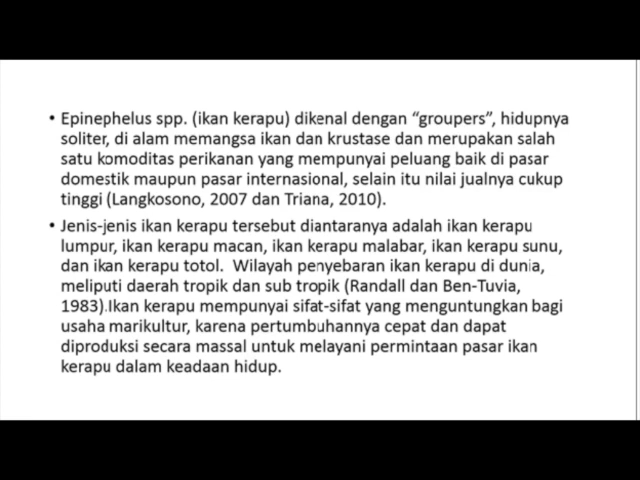 • Epinephelus spp. (ikan kerapu) dikenal dengan “groupers”, hidupnya
soliter, di alam memangsa ikan dan krustase dan merupakan salah
satu komoditas perikanan yang mempunyai peluang baik di pasar
domestik maupun pasar internasional, selain itu nilai jualnya cukup
tinggi (Langkosono, 2007 dan Triana, 2010).
• Jenis-jenis ikan kerapu tersebut diantaranya adalah ikan kerapu
lumpur, ikan kerapu macan, ikan kerapu malabar, ikan kerapu sunu,
dan ikan kerapu totol.  Wilayah penyebaran ikan kerapu di dunia,
meliputi daerah tropik dan sub tropik (Randall dan Ben-Tuvia,
1983).Ikan kerapu mempunyai sifat-sifat yang menguntungkan bagi
usaha marikultur, karena pertumbuhannya cepat dan dapat
diproduksi secara massal untuk melayani permintaan pasar ikan
kerapu dalam keadaan hidup.